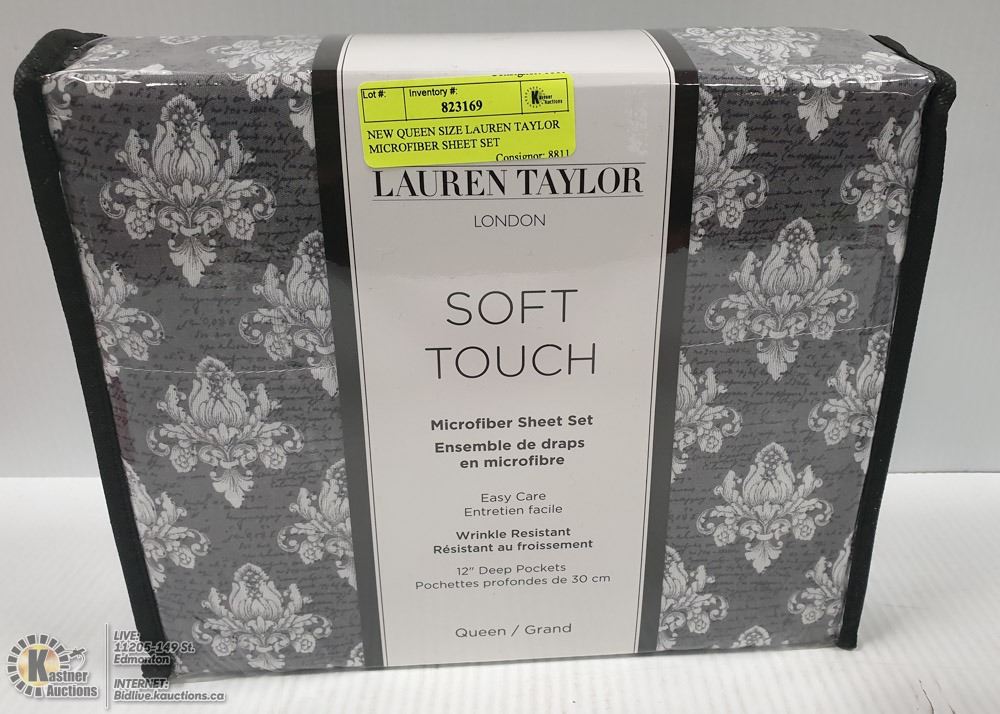 Lot #:
Inventory #:
823169
Kastner
Auctions
NEW QUEEN SIZE LAUREN TAYLOR
MICROFIBER SHEET SET
Consignor: 8811
LAUREN TAYLOR
LONDON
SOFT
TOUCH
Microfiber Sheet Set
Ensemble de draps
en microfibre
Easy Care
Entretien facile
Wrinkle Resistant
Résistant au froissement
12" Deep Pockets
Pochettes profondes de 30 cm
Queen / Grand
Kastner
Auctions
LIVE:
11205-149 St.
Edmonton
INTERNET:
Bidlive.kauctions.ca